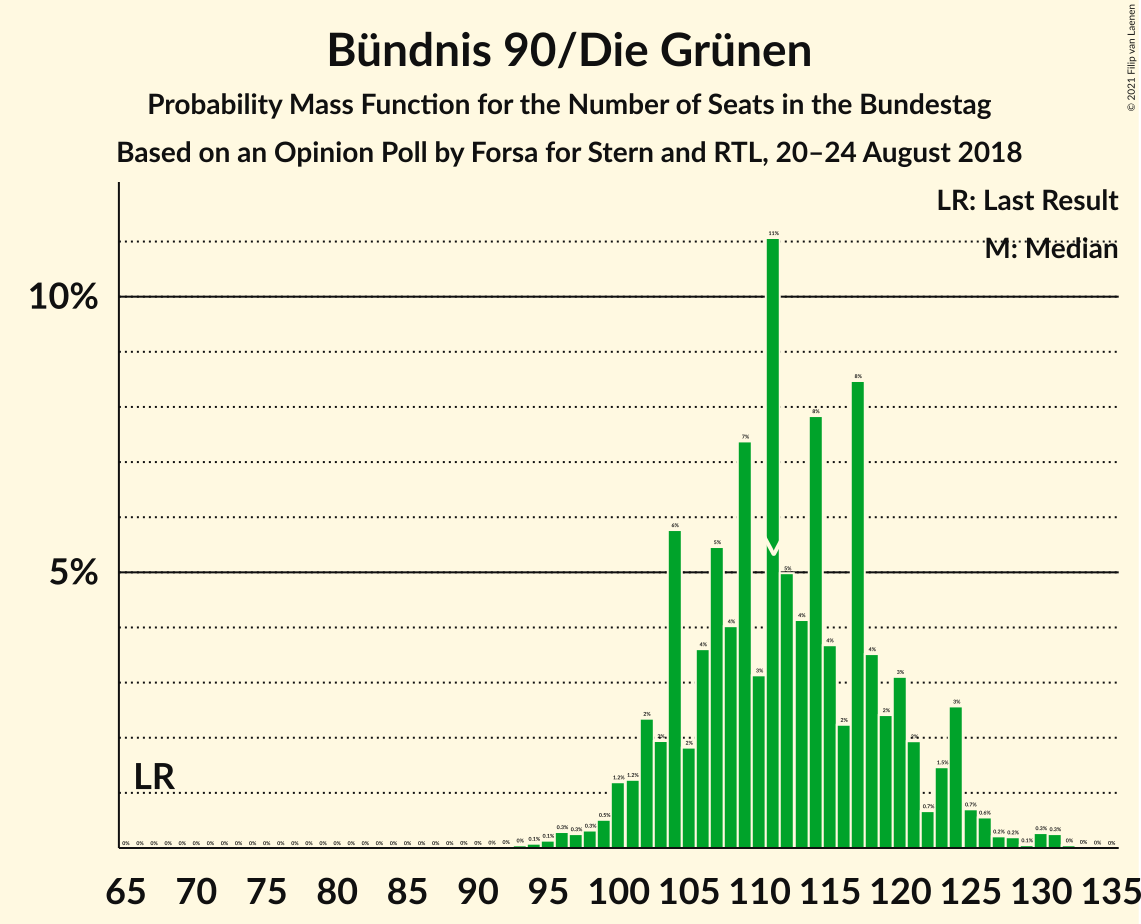 Bündnis 90/Die Grünen
Probability Mass Function for the Number of Seats in the Bundestag
Based on an Opinion Poll by Forsa for Stern and RTL, 20–24 August 2018
© 2021 Filip van Laenen
LR: Last Result
M: Median
10%
5%
LR
M
0% 0% 0% 0% 0% 0% 0% 0% 0% 0% 0% 0% 0% 0% 0% 0% 0% 0% 0% 0% 0% 0% 0% 0% 0% 0% 0% 0% 0% 0.1% 0.1% 0.3% 0.3% 0.3% 0.5% 1.2% 1.2% 2% 2% 6% 2% 4% 5% 4% 7% 3% 11% 5% 4% 8% 4% 2% 8% 4% 2% 3% 2% 0.7% 1.5% 3% 0.7% 0.6% 0.2% 0.2% 0.1% 0.3% 0.3% 0% 0% 0% 0%
65 70 75 80 85 90 95 100 105 110 115 120 125 130 135